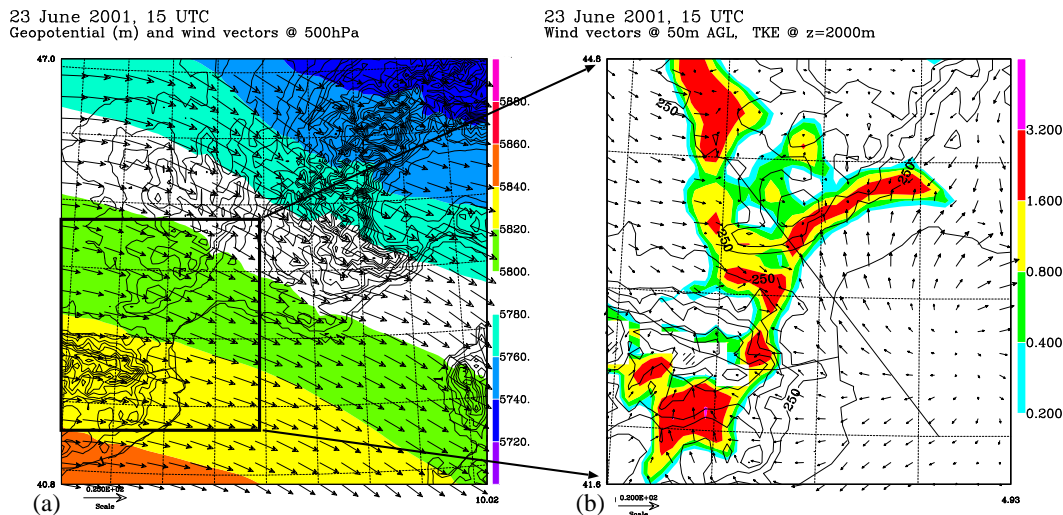 23 June 2001, 15 UTC
Geopotential (m) and wind vectors @ 500hPa
47.0
5880.
5860.
5840.
5820.
5800.
5780.
5760.
5740.
5720.
40.8
10.02
(a)
0.250E+02
Scale
23 June 2001, 15 UTC
Wind vectors @ 50m AGL, TKE @ z=2000m
44.8
250
250
250
250
250
3.200
1.600
0.800
0.400
0.200
41.8
4.93
(b)
0.200E+02
Scale